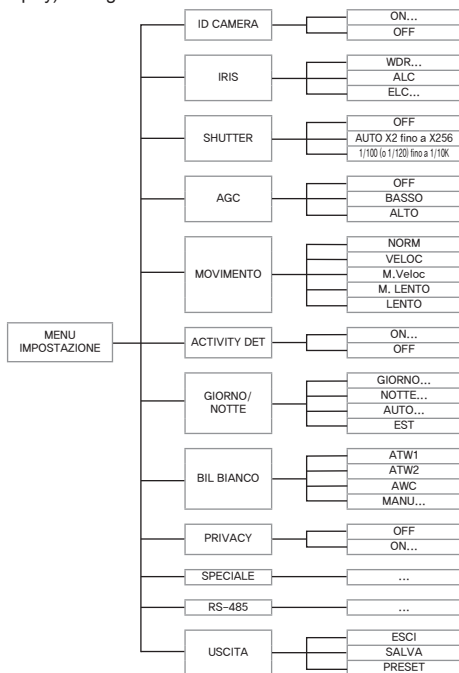 ID CAMERA
ON...
OFF
IRIS
WDR...
ALC
ELC...
SHUTTER
OFF
AUTO X2 fino a X256
1/100 (o 1/120) fino a 1/10K
AGC
OFF
BASSO
ALTO
MOVIMENTO
NORM
VELOC
M.Veloc
M. LENTO
LENTO
MENU
IMPOSTAZIONE
ACTIVITY DET
ON...
OFF
GIORNO/
NOTTE
GIORNO...
NOTTE...
AUTO...
EST
BIL BIANCO
ATW1
ATW2
AWC
MANU...
PRIVACY
OFF
ON...
SPECIALE
...
RS-485
...
USCITA
ESCI
SALVA
PRESET